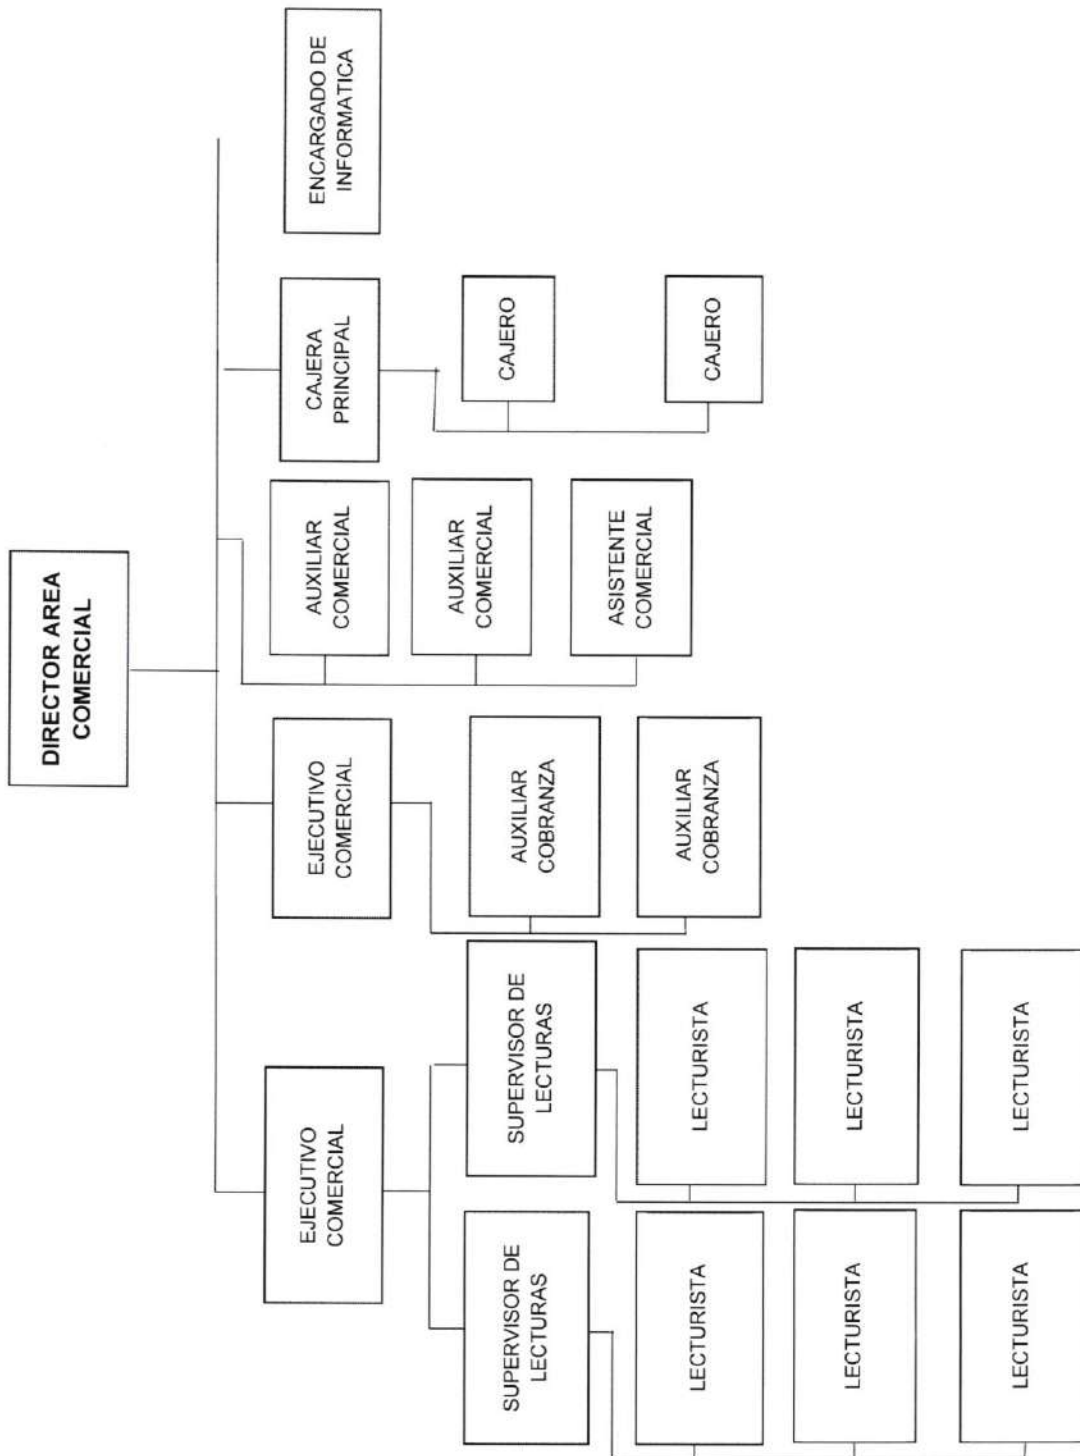 DIRECTOR AREA
COMERCIAL
EJECUTIVO
COMERCIAL
SUPERVISOR DE
LECTURAS
LECTURISTA
LECTURISTA
LECTURISTA
SUPERVISOR DE
LECTURAS
LECTURISTA
LECTURISTA
LECTURISTA
EJECUTIVO
COMERCIAL
AUXILIAR
COBRANZA
AUXILIAR
COBRANZA
AUXILIAR
COMERCIAL
AUXILIAR
COMERCIAL
ASISTENTE
COMERCIAL
CAJERA
PRINCIPAL
CAJERO
CAJERO
ENCARGADO DE
INFORMATICA